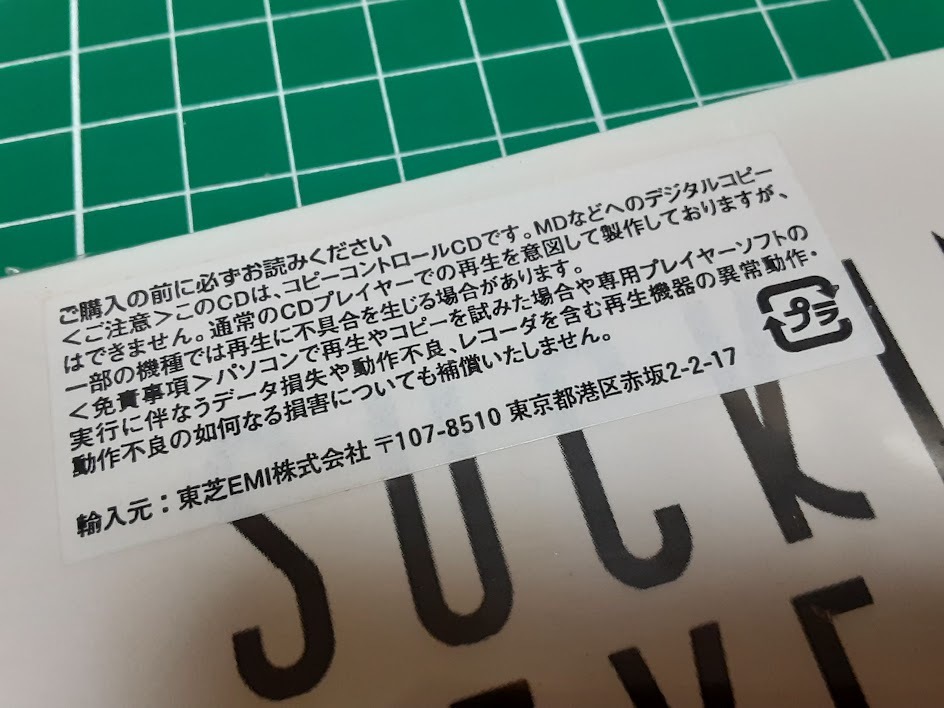 ご購入の前に必ずお読みください
＜ご注意＞このCDは、コピーコントロールCDです。MDなどへのデジタルコピー
はできません。通常のCDプレイヤーでの再生を意図して製作しておりますが、
一部の機種では再生に不具合を生じる場合があります。
＜免責事項＞パソコンで再生やコピーを試みた場合や専用プレイヤーソフトの
実行に伴なうデータ損失や動作不良、レコーダを含む再生機器の異常動作・
動作不良の如何なる損害についても補償いたしません。
プラ
輸入元：東芝EMI株式会社 〒107-8510 東京都港区赤坂2-2-17